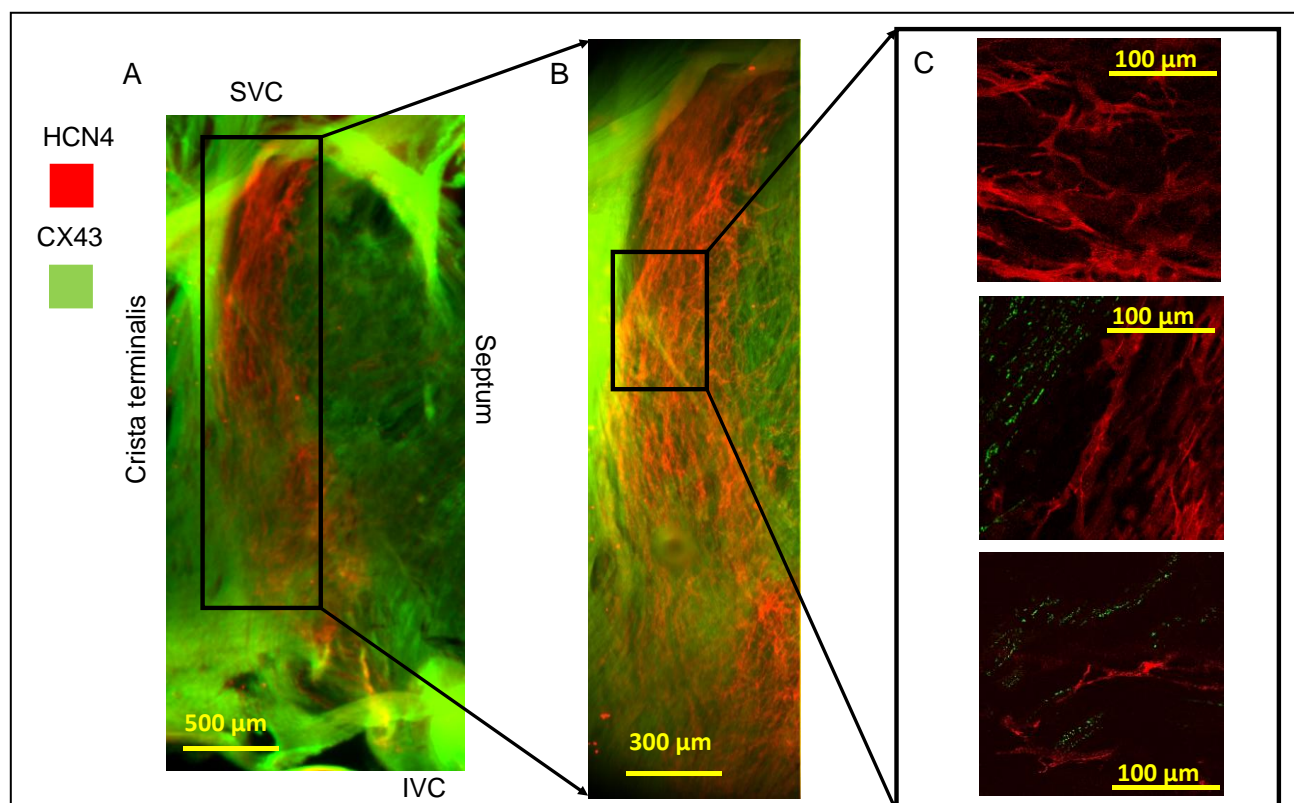 A
B
C
SVC
HCN4
CX43
Crista terminalis
Septum
IVC
500 µm
300 µm
100 µm
100 µm
100 µm